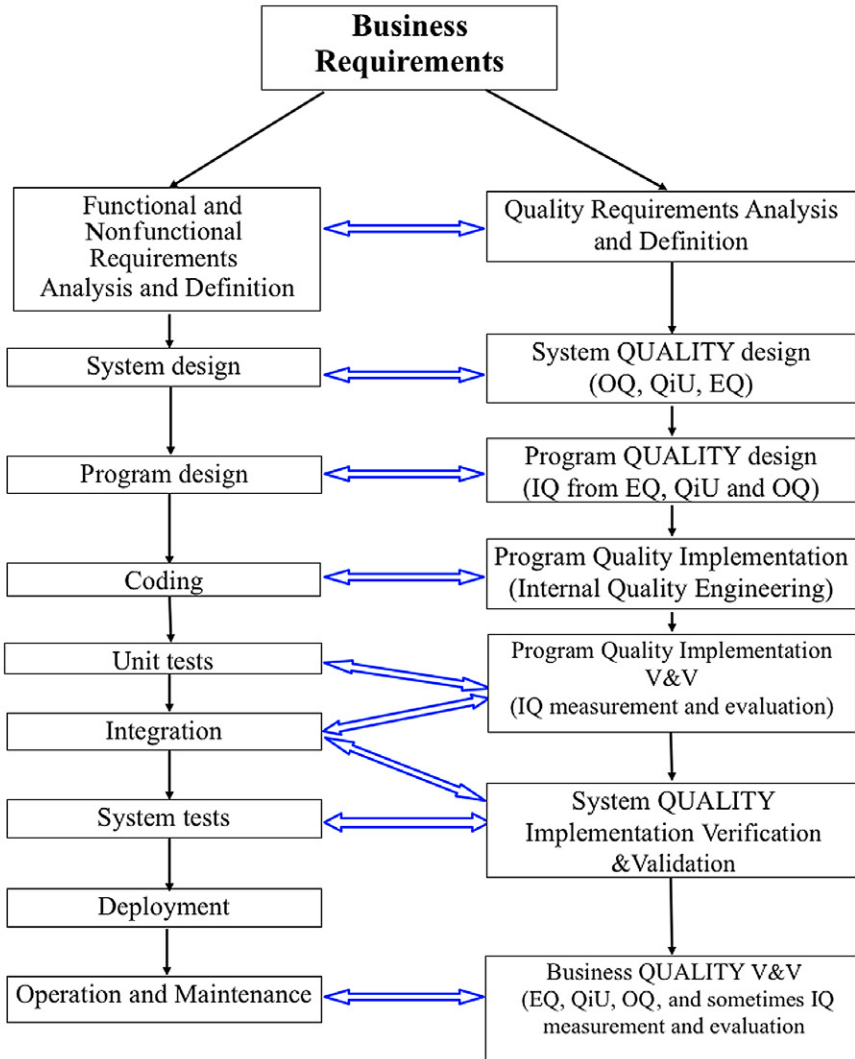 Business
Requirements
Functional and
Nonfunctional
Requirements
Analysis and Definition
Quality Requirements Analysis
and Definition
System design
System QUALITY design
(OQ, QiU, EQ)
Program design
Program QUALITY design
(IQ from EQ, QiU and OQ)
Coding
Program Quality Implementation
(Internal Quality Engineering)
Unit tests
Program Quality Implementation
V&V
(IQ measurement and evaluation)
Integration
System tests
System QUALITY
Implementation Verification
&Validation
Deployment
Operation and Maintenance
Business QUALITY V&V
(EQ, QiU, OQ, and sometimes IQ
measurement and evaluation